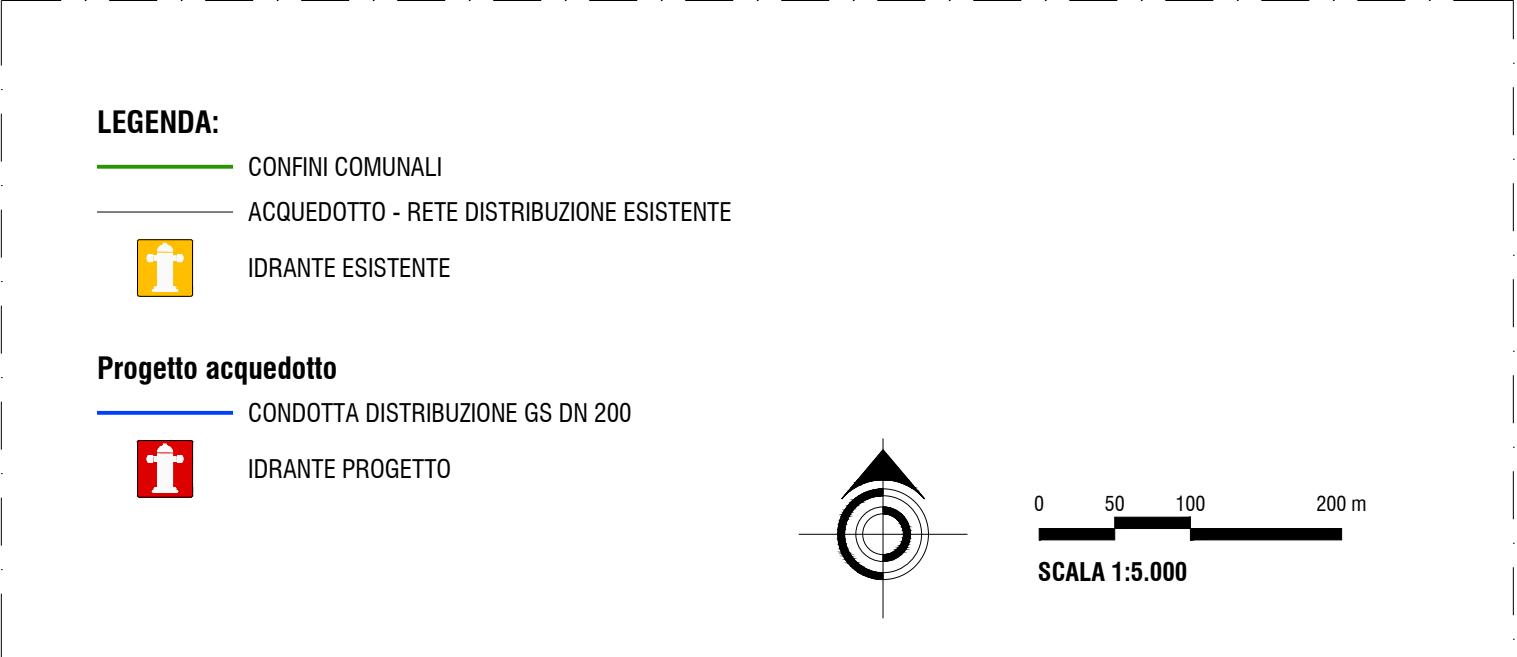 LEGENDA:
CONFINI COMUNALI
ACQUEDOTTO - RETE DISTRIBUZIONE ESISTENTE
IDRANTE ESISTENTE
Progetto acquedotto
CONDOTTA DISTRIBUZIONE GS DN 200
IDRANTE PROGETTO
0 50 100 200 m
SCALA 1:5.000